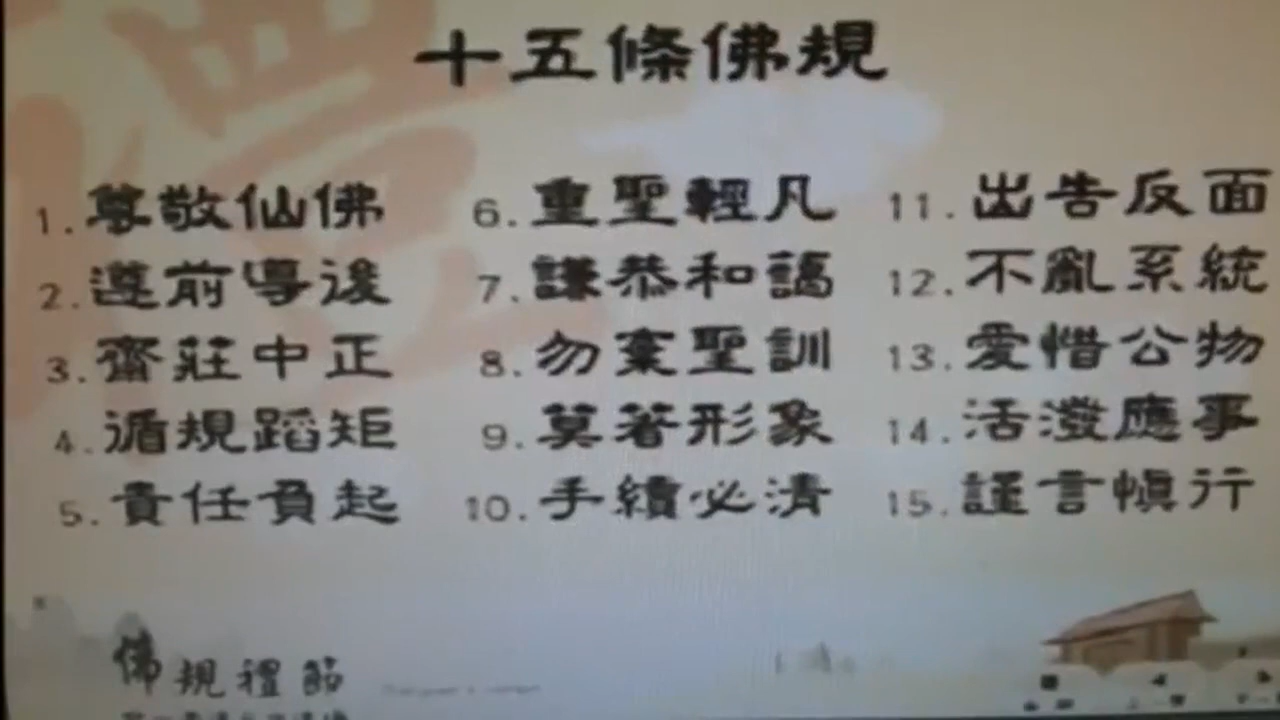 十五條佛規
1. 尊敬仙佛
2. 遵前導後
3. 齋莊中正
4. 循規蹈矩
5. 責任負起
6. 重聖輕凡
7. 謙恭和藹
8. 勿棄聖訓
9. 莫著形象
10. 手續必清
11. 出告反面
12. 不亂系統
13. 愛惜公物
14. 活潑應事
15. 謹言慎行
佛規禮節